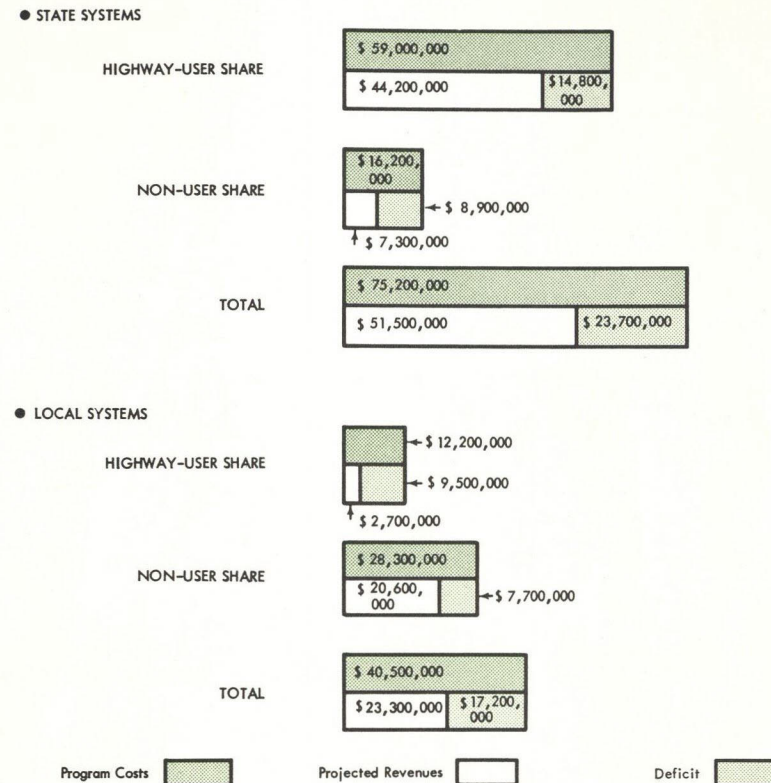 ● STATE SYSTEMS
HIGHWAY-USER SHARE
$ 59,000,000
$ 44,200,000
$14,800,
000
NON-USER SHARE
$16,200,
000
$ 8,900,000
$ 7,300,000
TOTAL
$ 75,200,000
$ 51,500,000
$ 23,700,000
● LOCAL SYSTEMS
HIGHWAY-USER SHARE
$ 12,200,000
$ 9,500,000
$ 2,700,000
NON-USER SHARE
$ 28,300,000
$ 20,600,
000
$ 7,700,000
TOTAL
$ 40,500,000
$ 23,300,000
$ 17,200,
000
Program Costs
Projected Revenues
Deficit